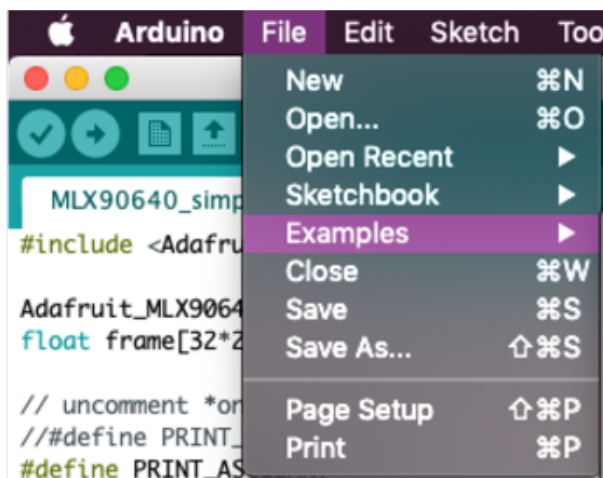 Arduino File Edit Sketch Too
New ⌘N
Open... ⌘O
Open Recent ▶
Sketchbook ▶
Examples ▶
Close ⌘W
Save ⌘S
Save As... ⇧⌘S
Page Setup ⇧⌘P
Print ⌘P
MLX90640_simp
#include <Adafru
Adafruit_MLX9064
float frame[32*2
// uncomment *on
//#define PRINT_
#define PRINT_AS